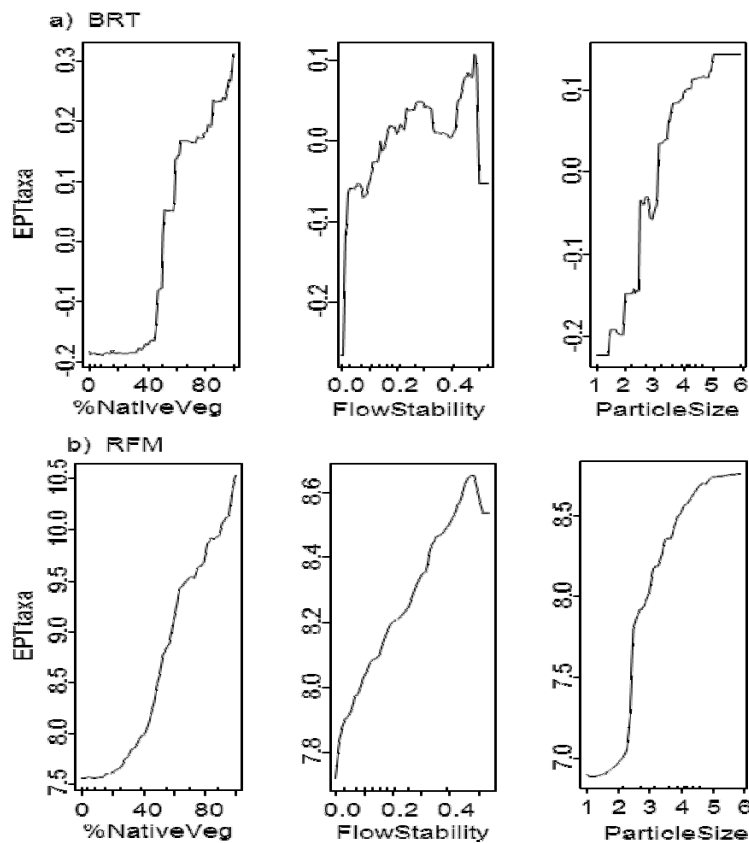 a) BRT
EPTtaxa
0.3
0.2
0.1
0.0
-0.1
-0.2
0 40 80
%NativeVeg
0.1
0.0
-0.1
-0.2
0.0 0.2 0.4
FlowStability
0.1
0.0
-0.1
-0.2
1 2 3 4 5 6
ParticleSize
b) RFM
EPTtaxa
10.5
10.0
9.5
9.0
8.5
8.0
7.5
0 40 80
%NativeVeg
8.6
8.4
8.2
8.0
7.8
0.0 0.2 0.4
FlowStability
8.5
8.0
7.5
7.0
1 2 3 4 5 6
ParticleSize